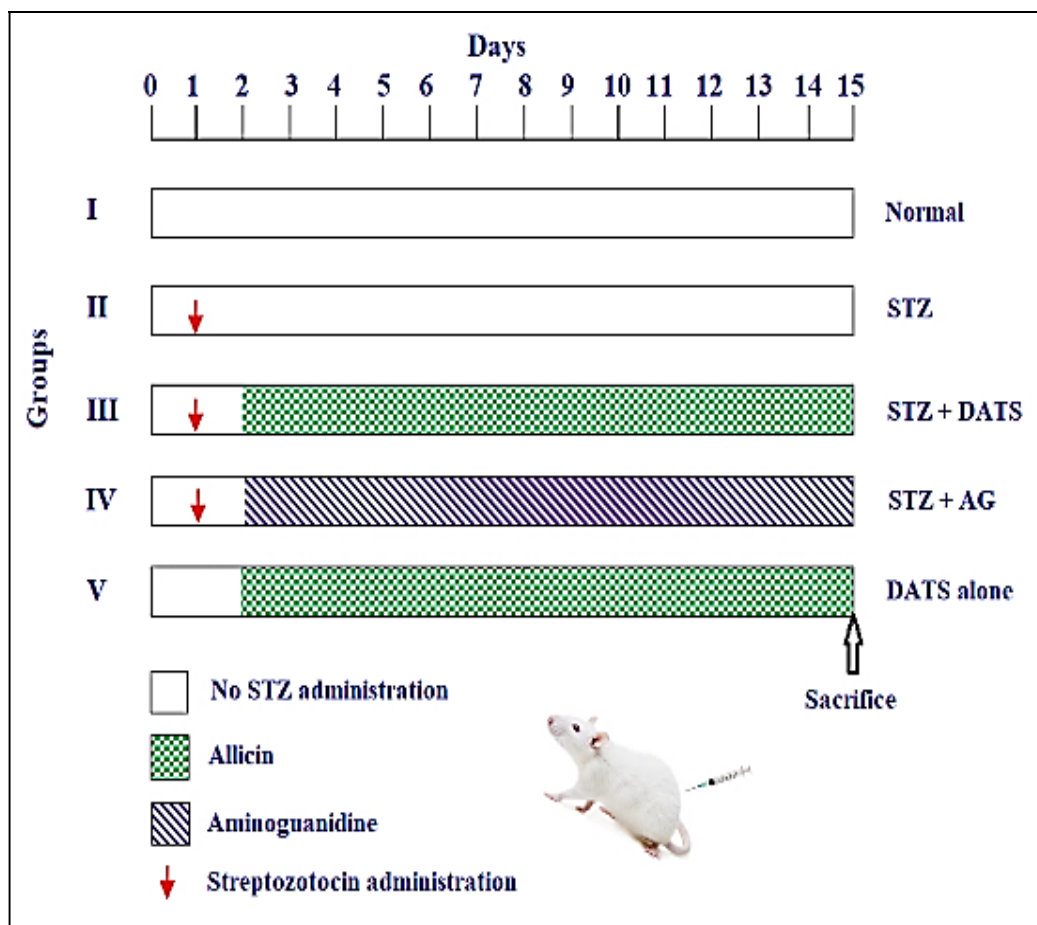 Days
0 1 2 3 4 5 6 7 8 9 10 11 12 13 14 15
Groups
I Normal
II STZ
III STZ + DATS
IV STZ + AG
V DATS alone
Sacrifice
No STZ administration
Allicin
Aminoguanidine
Streptozotocin administration